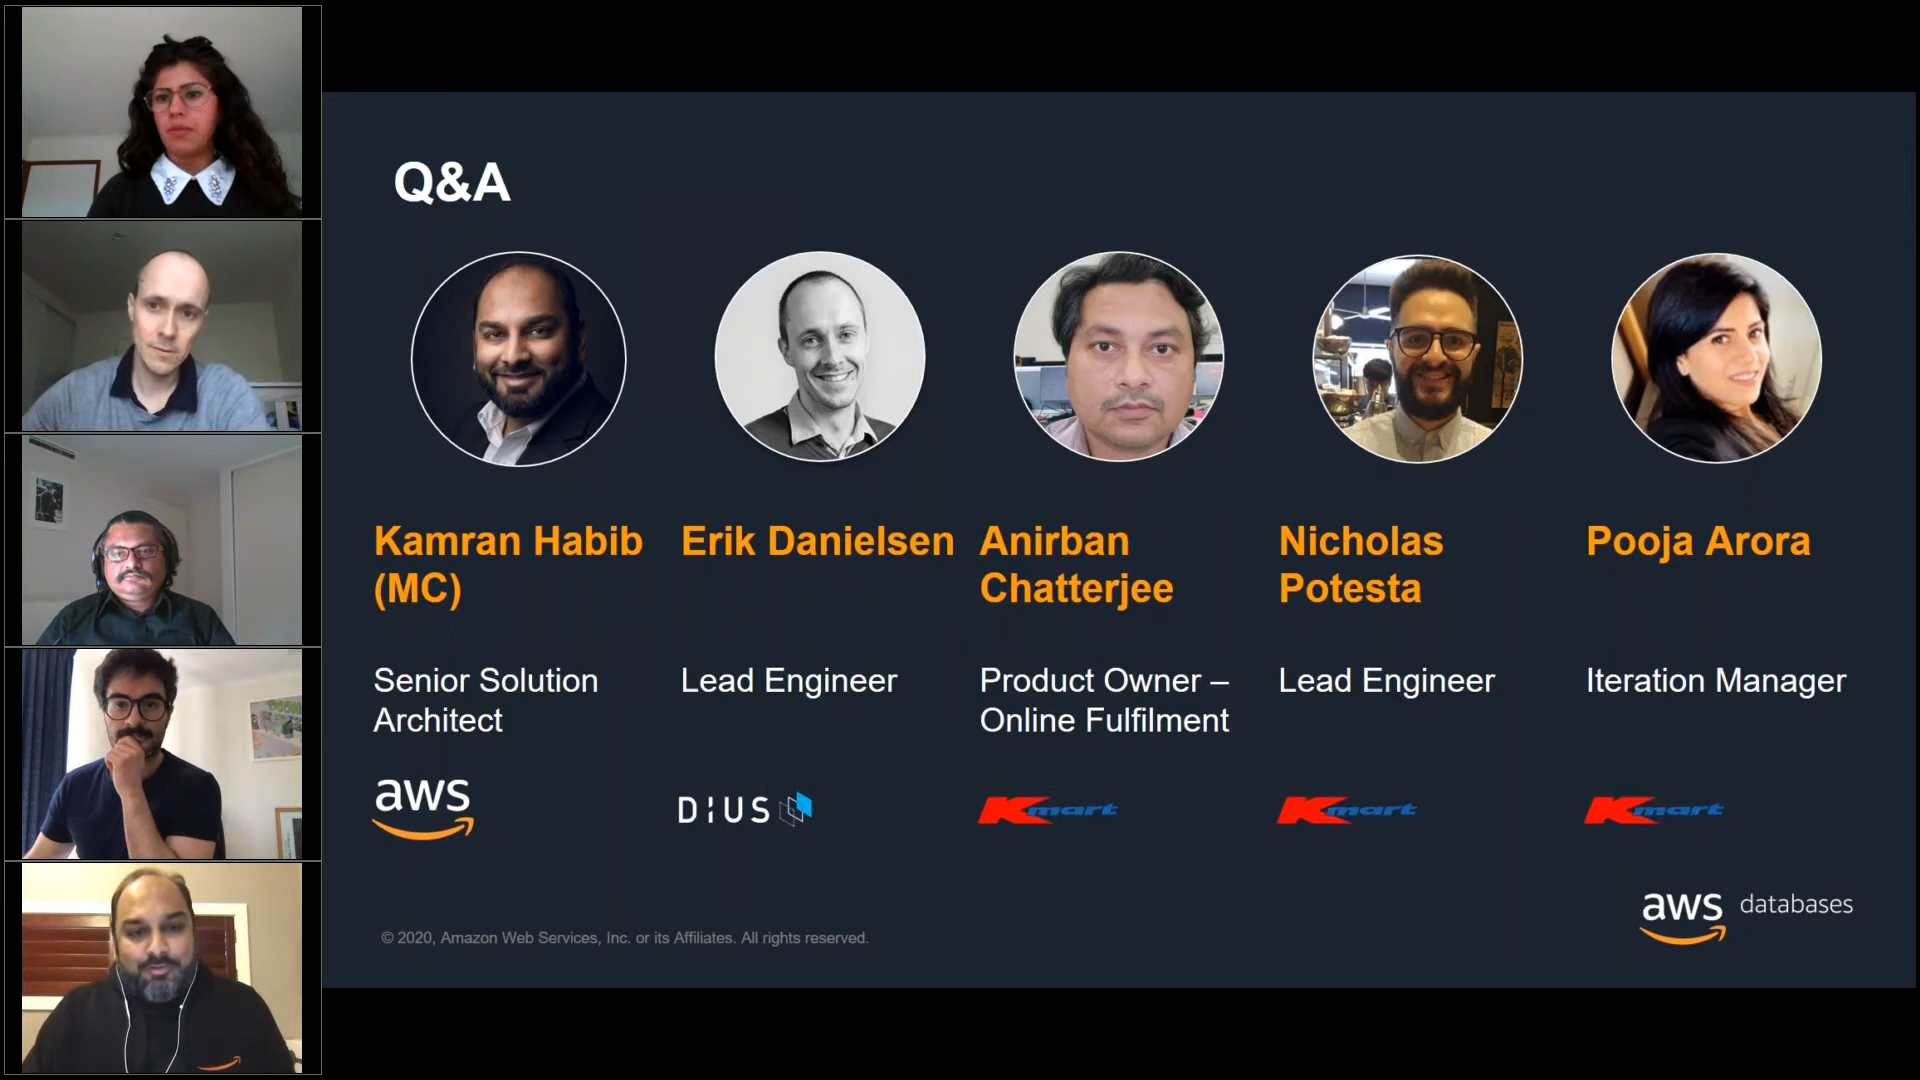 Q&A
Kamran Habib
(MC)
Erik Danielsen
Anirban
Chatterjee
Nicholas
Potesta
Pooja Arora
Senior Solution
Architect
Lead Engineer
Product Owner –
Online Fulfilment
Lead Engineer
Iteration Manager
aws
DIUS
Kmart
Kmart
Kmart
aws databases
© 2020, Amazon Web Services, Inc. or its Affiliates. All rights reserved.